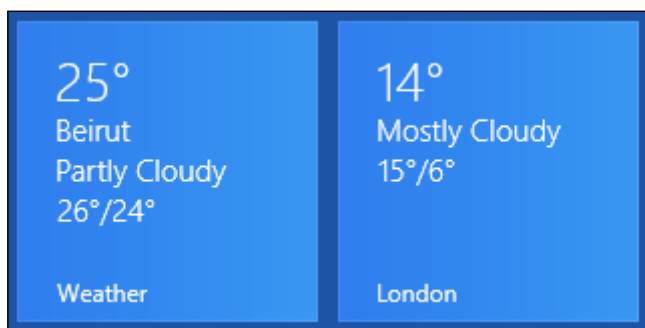 25°
Beirut
Partly Cloudy
26°/24°
Weather
14°
Mostly Cloudy
15°/6°
London